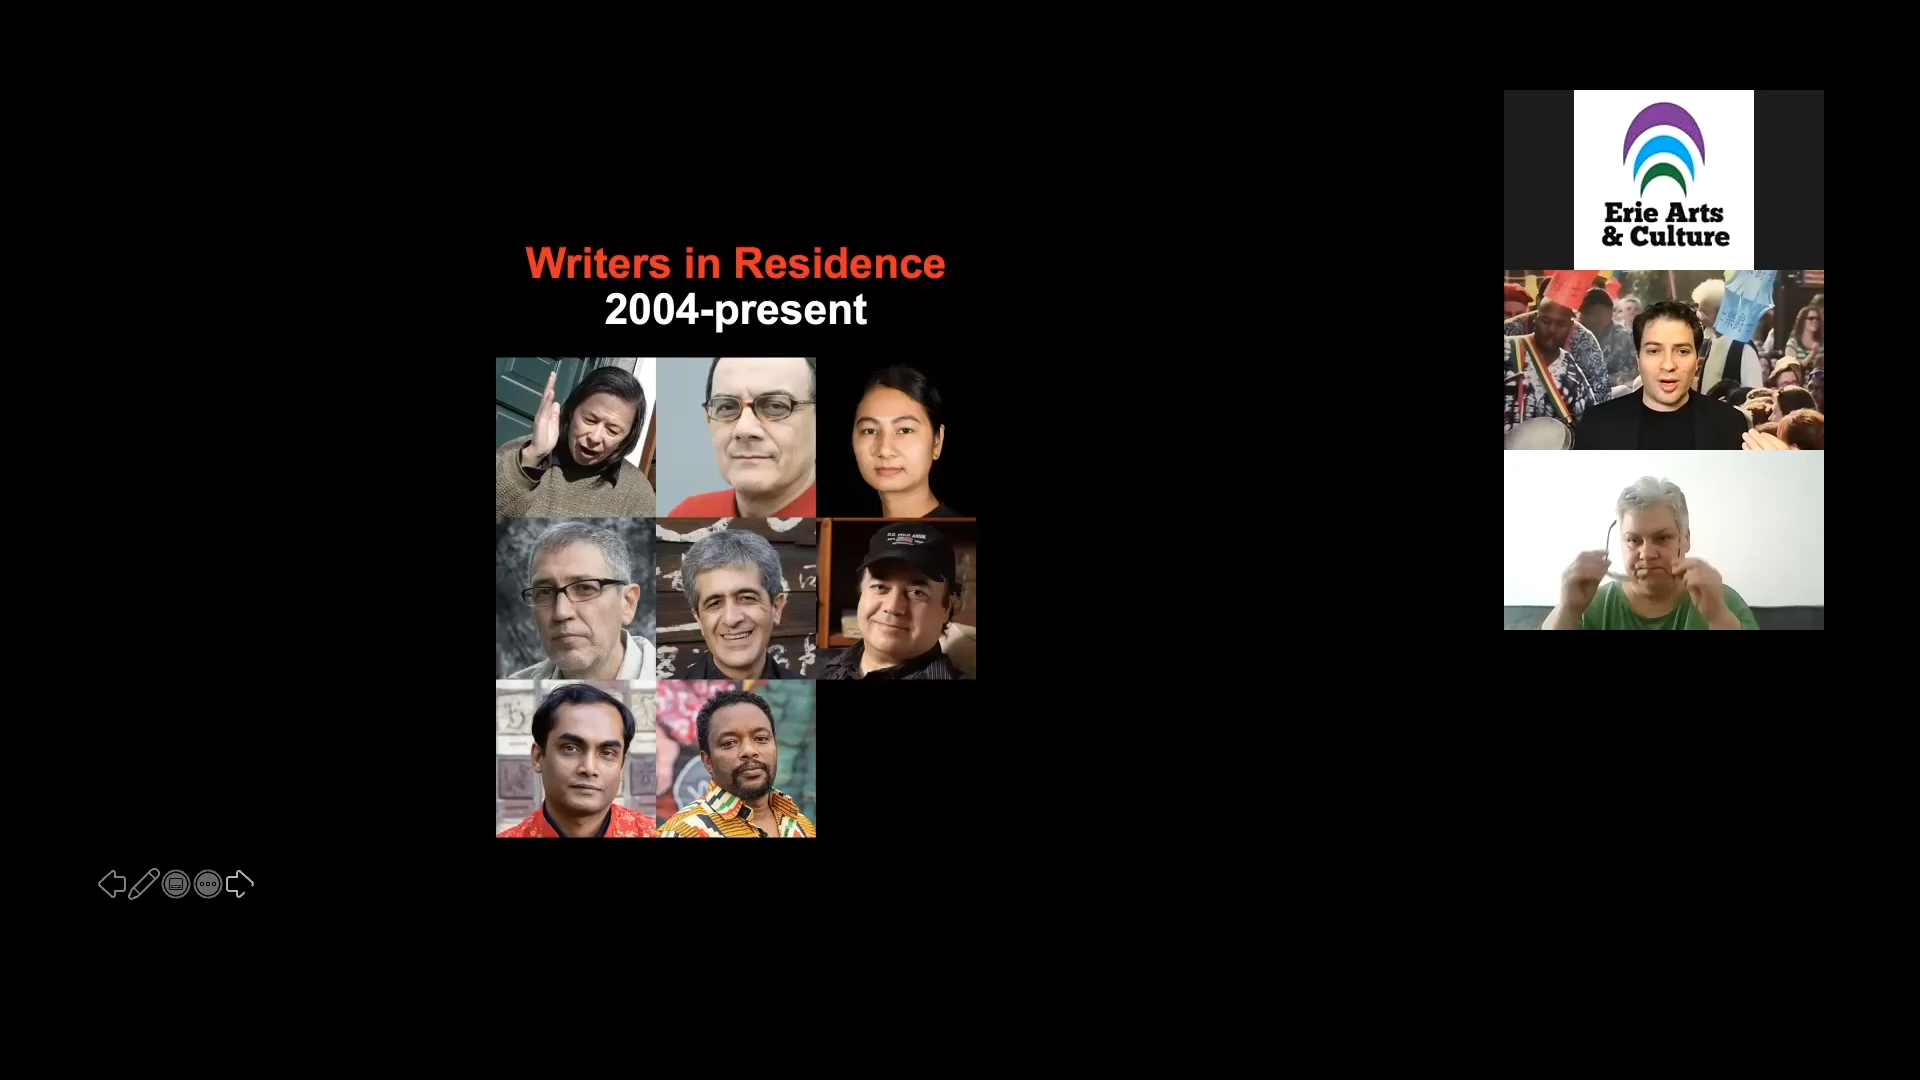 Writers in Residence
2004-present
Erie Arts
& Culture